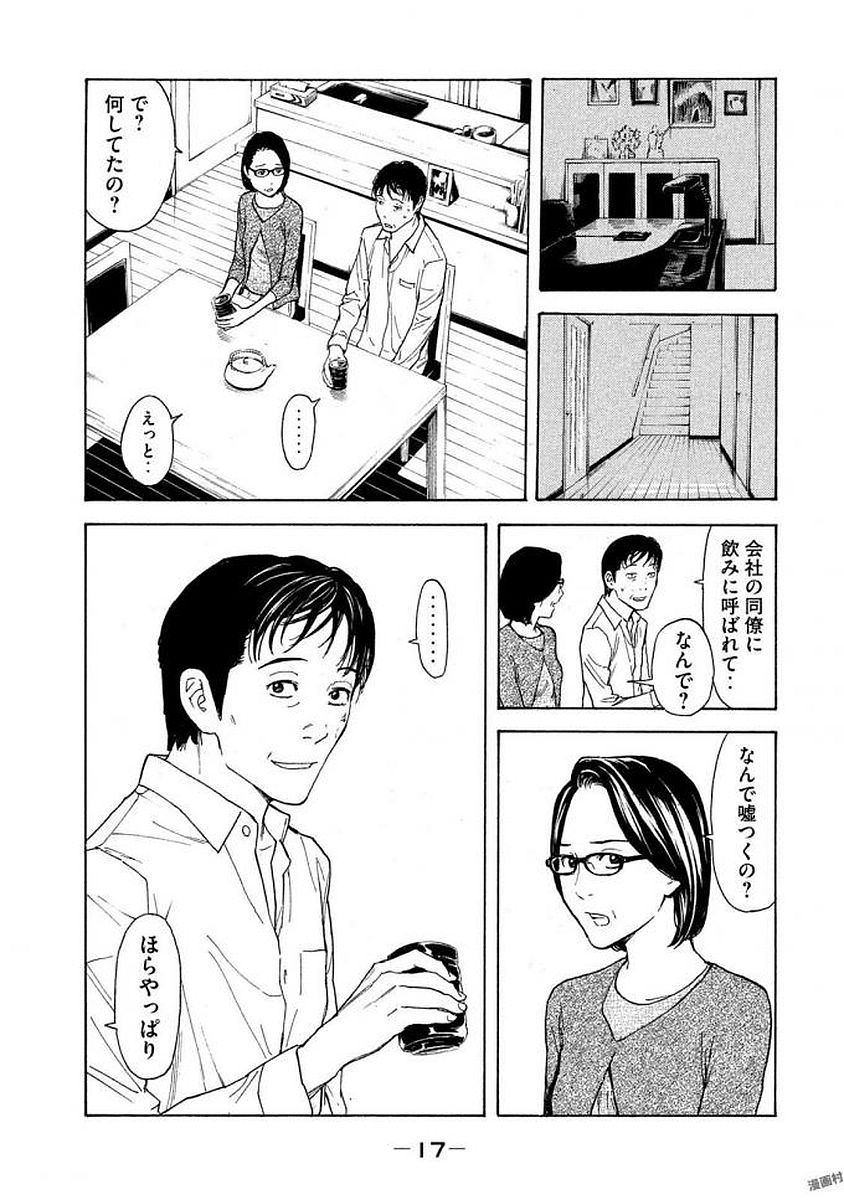 で？
何してたの？
‥‥‥
えっと‥
会社の同僚に
飲みに呼ばれて‥
なんで？
なんで嘘つくの？
‥‥‥‥
ほらやっぱり
－17－
漫画村